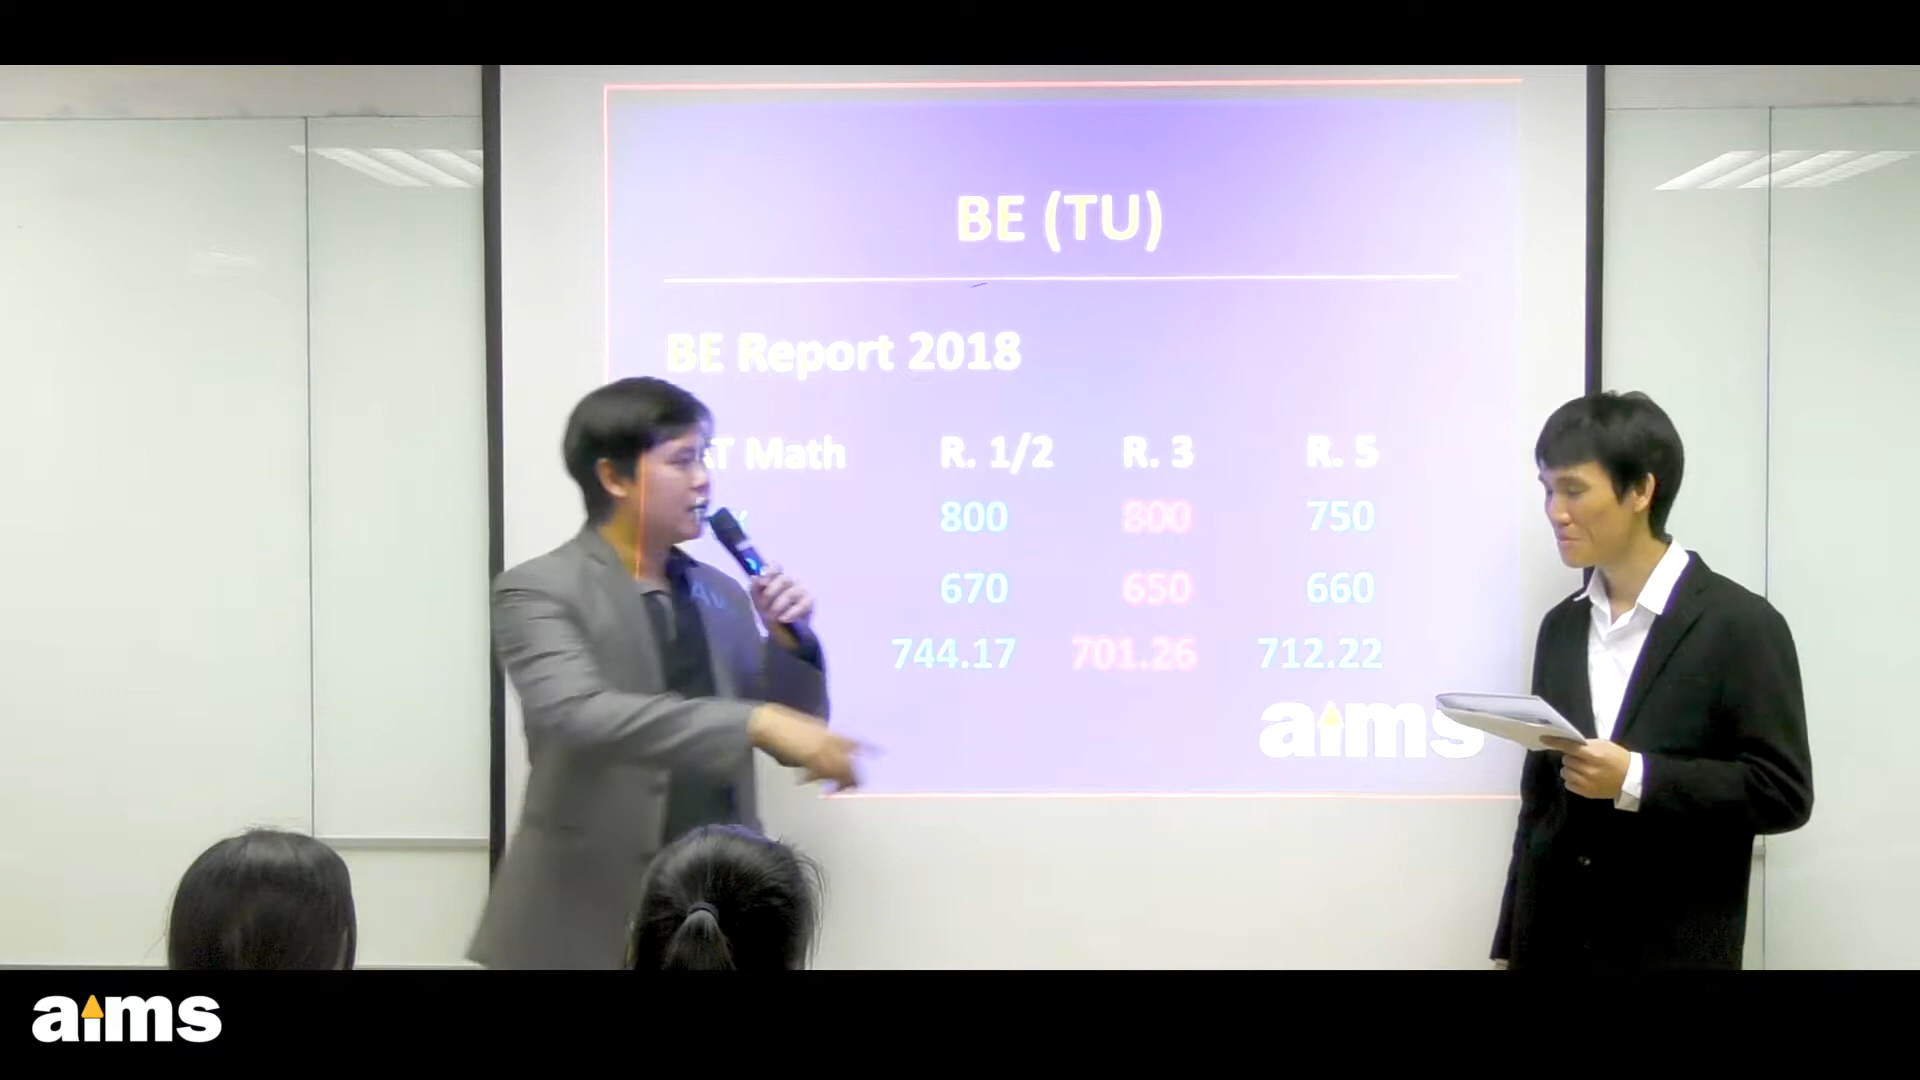 BE (TU)
BE Report 2018
Math R. 1/2 R. 3 R. 5
800 800 750
670 650 660
744.17 701.26 712.22
aims
aims